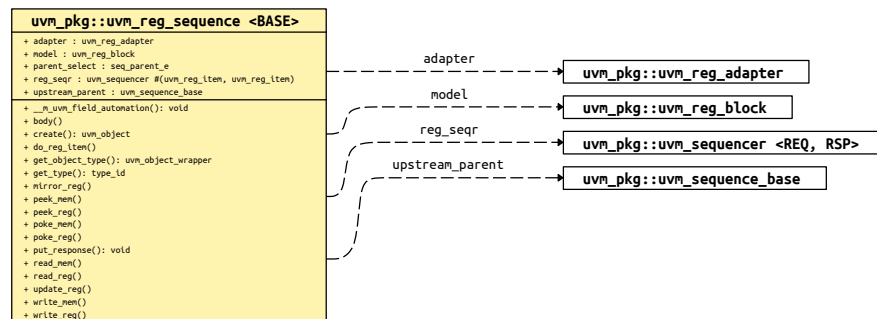 uvm_pkg::uvm_reg_sequence <BASE>
+ adapter : uvm_reg_adapter
+ model : uvm_reg_block
+ parent_select : seq_parent_e
+ reg_seqr : uvm_sequencer #(uvm_reg_item, uvm_reg_item)
+ upstream_parent : uvm_sequence_base
+ __m_uvm_field_automation(): void
+ body()
+ create(): uvm_object
+ do_reg_item()
+ get_object_type(): uvm_object_wrapper
+ get_type(): type_id
+ mirror_reg()
+ peek_mem()
+ peek_reg()
+ poke_mem()
+ poke_reg()
+ put_response(): void
+ read_mem()
+ read_reg()
+ update_reg()
+ write_mem()
+ write_reg()
adapter
uvm_pkg::uvm_reg_adapter
model
uvm_pkg::uvm_reg_block
reg_seqr
uvm_pkg::uvm_sequencer <REQ, RSP>
upstream_parent
uvm_pkg::uvm_sequence_base